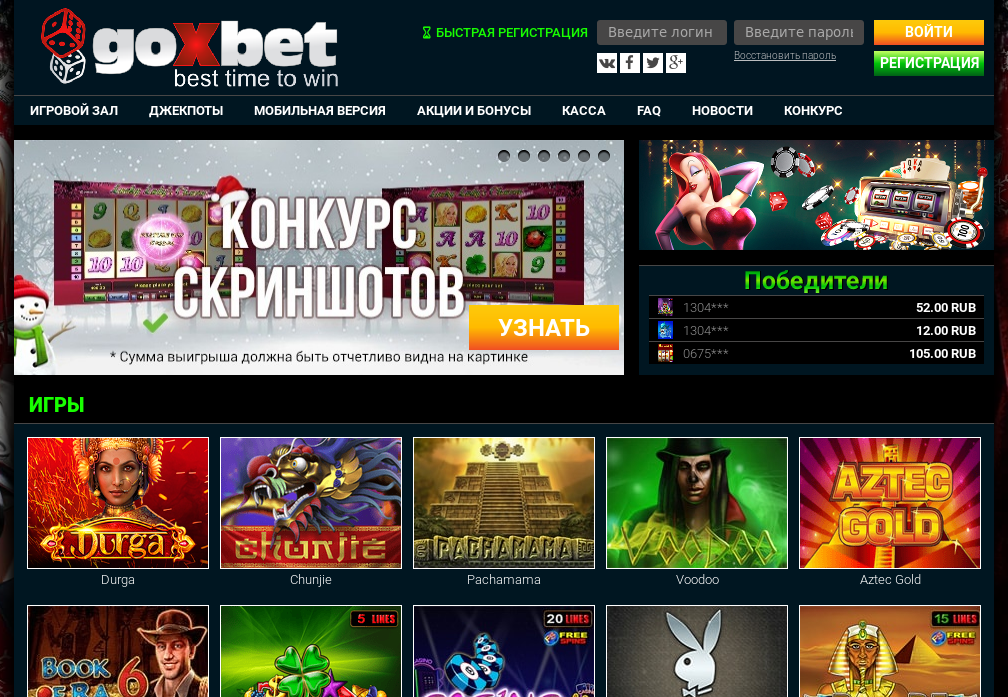 goXbet
best time to win
БЫСТРАЯ РЕГИСТРАЦИЯ
Введите логин
Введите пароль
ВОЙТИ
Восстановить пароль
РЕГИСТРАЦИЯ
ИГРОВОЙ ЗАЛ ДЖЕКПОТЫ МОБИЛЬНАЯ ВЕРСИЯ АКЦИИ И БОНУСЫ КАССА FAQ НОВОСТИ КОНКУРС
КОНКУРС
СКРИНШОТОВ
УЗНАТЬ
* Сумма выигрыша должна быть отчетливо видна на картинке
Победители
1304*** 52.00 RUB
1304*** 12.00 RUB
0675*** 105.00 RUB
ИГРЫ
Durga
chunjie
PACHAMAMA
VOODOO
AZTEC
GOLD
Durga
Chunjie
Pachamama
Voodoo
Aztec Gold
BOOK
OF RA 6
5 LINES
20 LINES
FREE
SPINS
15 LINES
FREE
SPINS